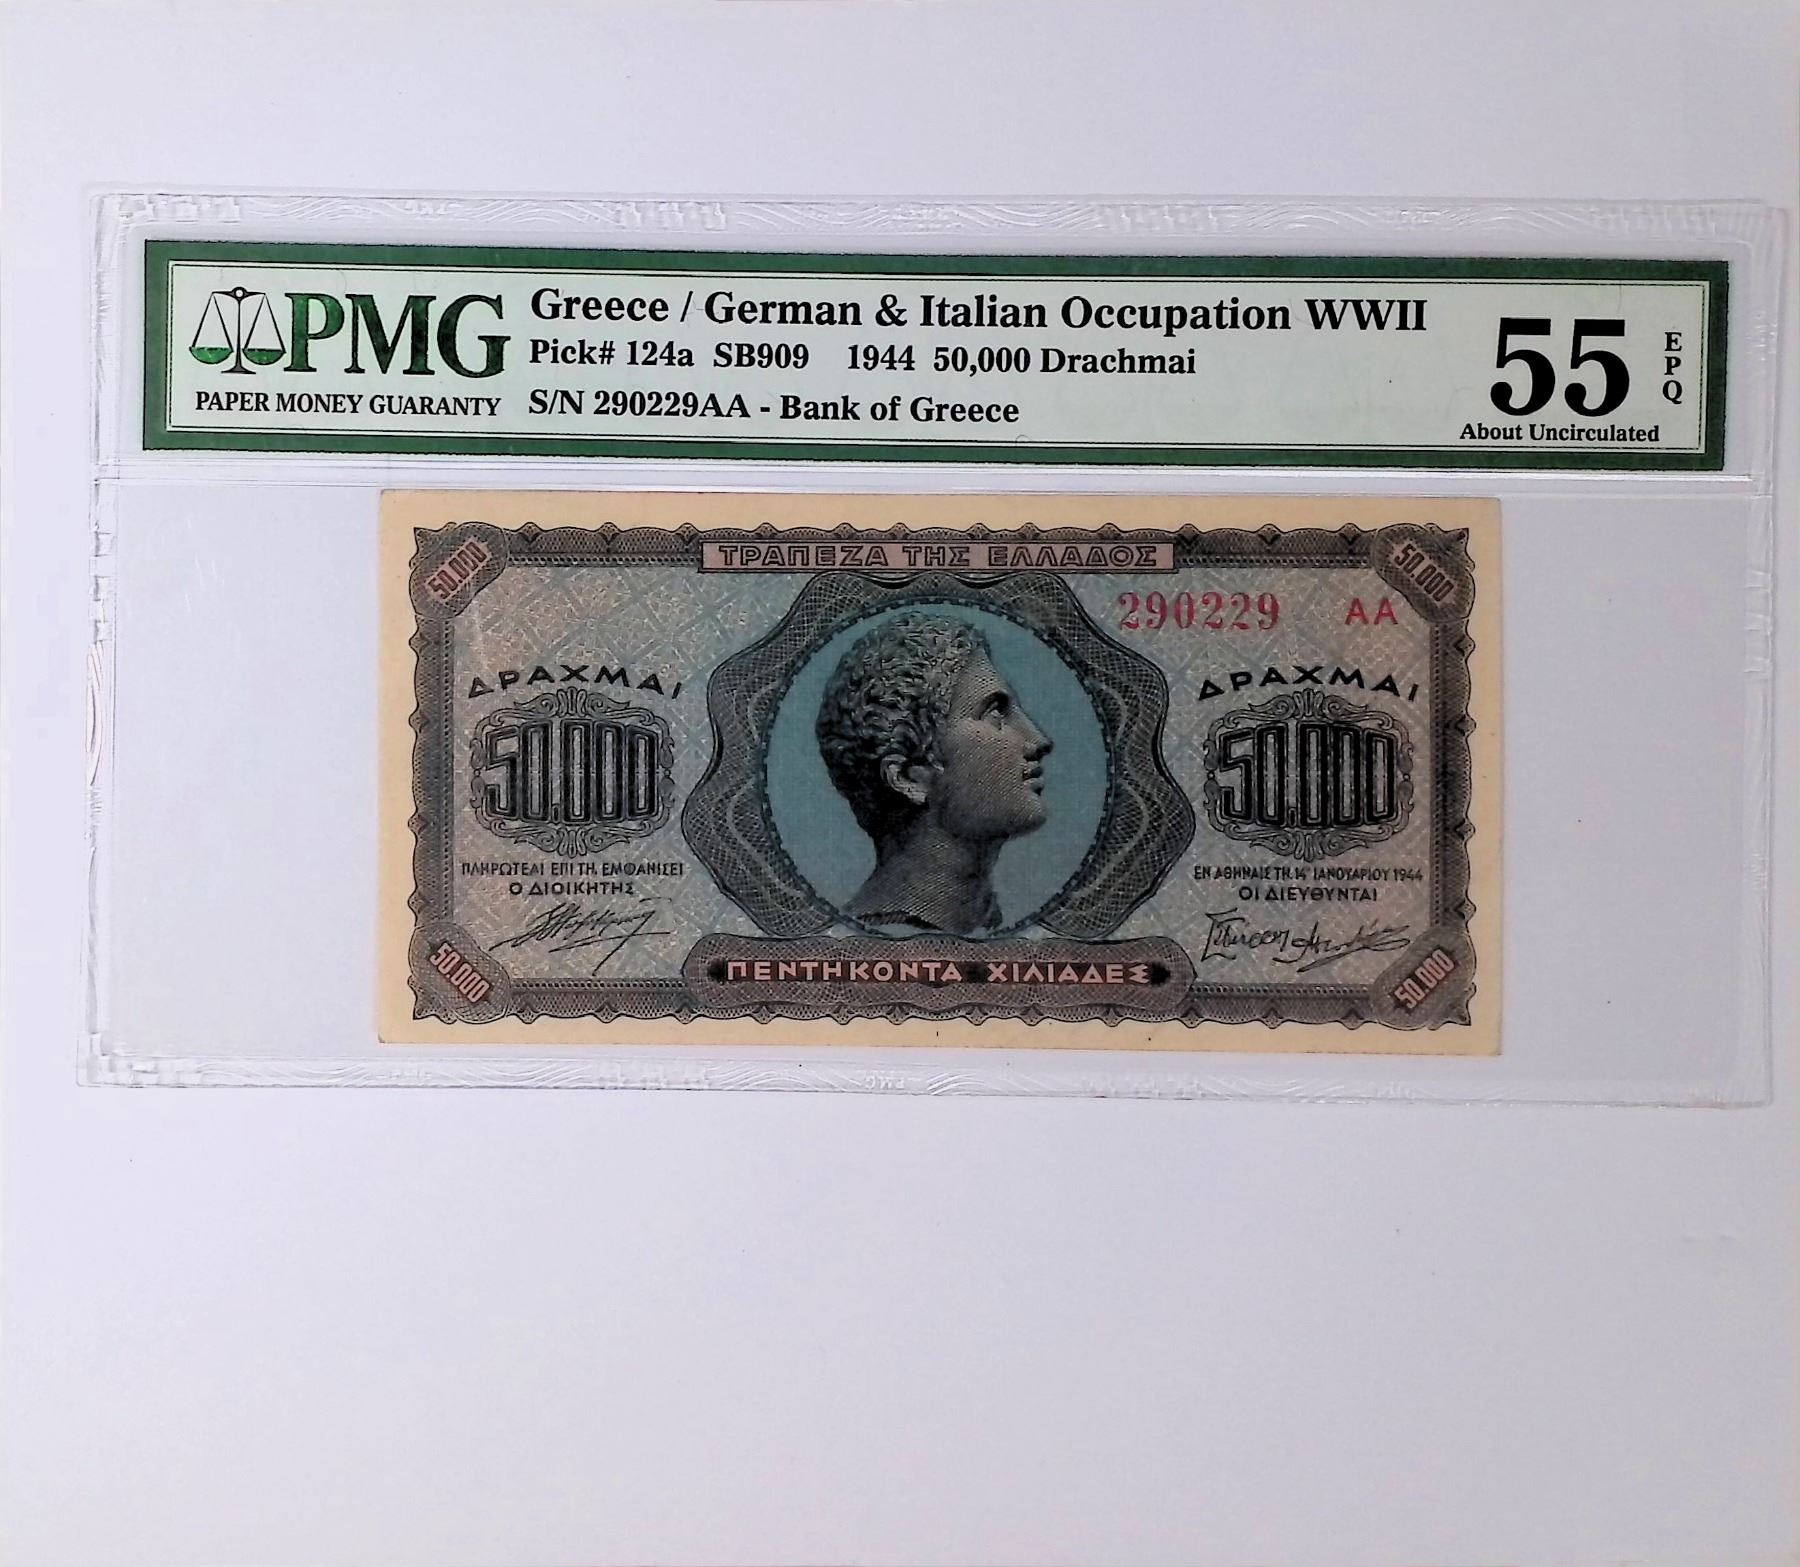 PMG
PAPER MONEY GUARANTY
Greece / German & Italian Occupation WWII
Pick# 124a SB909 1944 50,000 Drachmai
S/N 290229AA - Bank of Greece
55
EPQ
About Uncirculated
50.000
ΤΡΑΠΕΖΑ ΤΗΣ ΕΛΛΑΔΟΣ
50.000
290229 AA
ΔΡΑΧΜΑΙ
ΔΡΑΧΜΑΙ
50.000
50.000
ΠΛΗΡΩΤΕΑΙ ΕΠΙ ΤΗ, ΕΜΦΑΝΙΣΕΙ
Ο ΔΙΟΙΚΗΤΗΣ
ΕΝ ΑΘΗΝΑΙΣ ΤΗ, 14 ΙΑΝΟΥΑΡΙΟΥ 1944
ΟΙ ΔΙΕΥΘΥΝΤΑΙ
50.000
ΠΕΝΤΗΚΟΝΤΑ ΧΙΛΙΑΔΕΣ
50.000